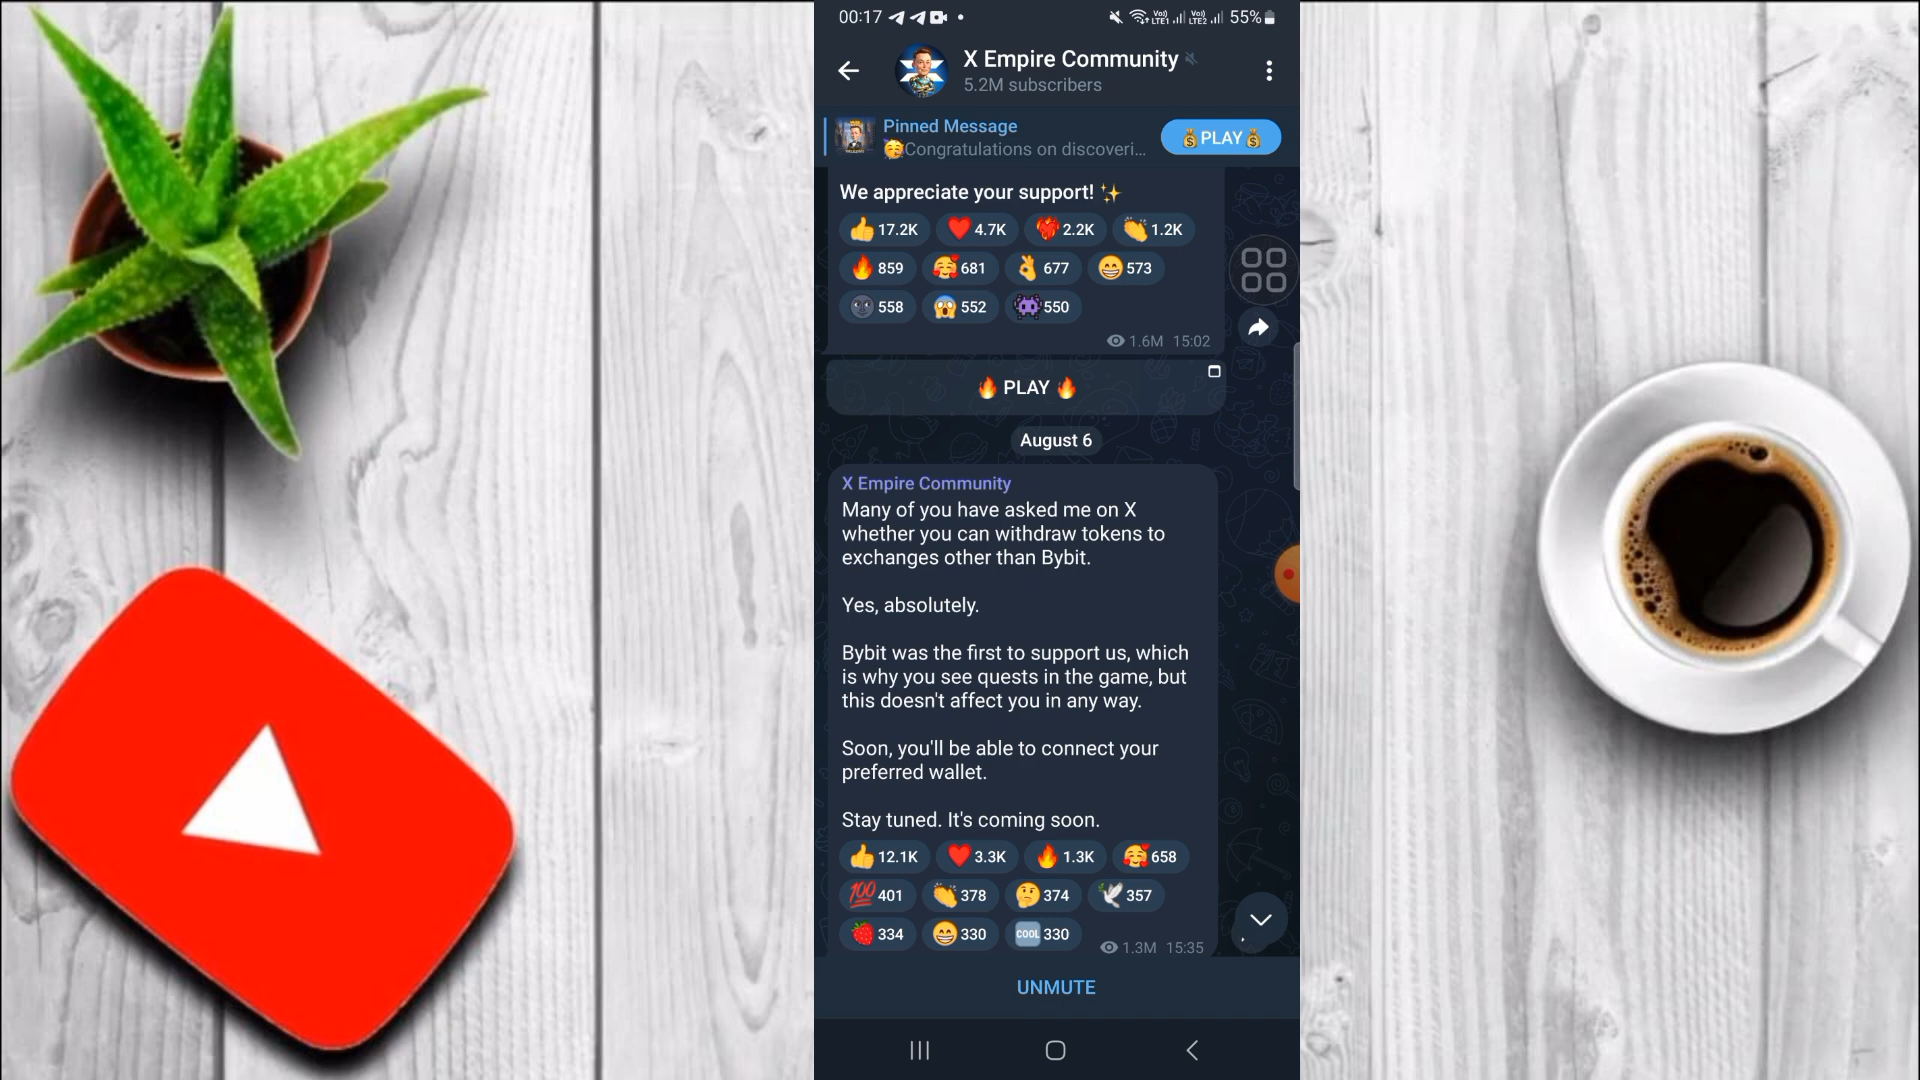 00:17 55%
X Empire Community
5.2M subscribers
Pinned Message
🥳Congratulations on discoveri...
💰PLAY💰
We appreciate your support! ✨
👍 17.2K ❤️ 4.7K 2.2K 👏 1.2K
🔥 859 🥰 681 👌 677 😁 573
🌚 558 😱 552 👾 550
1.6M 15:02
🔥 PLAY 🔥
August 6
X Empire Community
Many of you have asked me on X
whether you can withdraw tokens to
exchanges other than Bybit.
Yes, absolutely.
Bybit was the first to support us, which
is why you see quests in the game, but
this doesn't affect you in any way.
Soon, you'll be able to connect your
preferred wallet.
Stay tuned. It's coming soon.
👍 12.1K ❤️ 3.3K 🔥 1.3K 🥰 658
💯 401 👏 378 🤔 374 🕊 357
🍓 334 😁 330 🆒 330
1.3M 15:35
UNMUTE